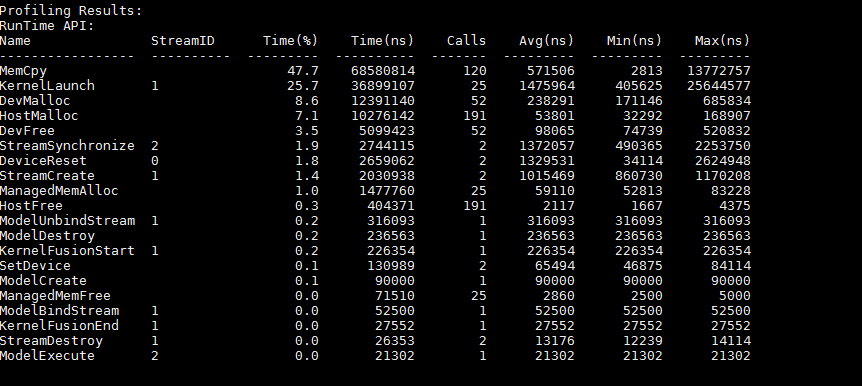 Profiling Results:
RunTime API:
Name                StreamID      Time(%)    Time(ns)    Calls    Avg(ns)    Min(ns)    Max(ns)
-----------------  ----------  ---------  ----------  -------  ---------  ---------  ---------
MemCpy                              47.7    68580814      120     571506       2813   13772757
KernelLaunch       1                25.7    36899107       25    1475964     405625   25644577
DevMalloc                            8.6    12391140       52     238291     171146     685834
HostMalloc                           7.1    10276142      191      53801      32292     168907
DevFree                              3.5     5099423       52      98065      74739     520832
StreamSynchronize  2                 1.9     2744115        2    1372057     490365    2253750
DeviceReset        0                 1.8     2659062        2    1329531      34114    2624948
StreamCreate       1                 1.4     2030938        2    1015469     860730    1170208
ManagedMemAlloc                      1.0     1477760       25      59110      52813      83228
HostFree                             0.3      404371      191       2117       1667       4375
ModelUnbindStream  1                 0.2      316093        1     316093     316093     316093
ModelDestroy                         0.2      236563        1     236563     236563     236563
KernelFusionStart  1                 0.2      226354        1     226354     226354     226354
SetDevice                            0.1      130989        2      65494      46875      84114
ModelCreate                          0.1       90000        1      90000      90000      90000
ManagedMemFree                       0.0       71510       25       2860       2500       5000
ModelBindStream    1                 0.0       52500        1      52500      52500      52500
KernelFusionEnd    1                 0.0       27552        1      27552      27552      27552
StreamDestroy      1                 0.0       26353        2      13176      12239      14114
ModelExecute       2                 0.0       21302        1      21302      21302      21302